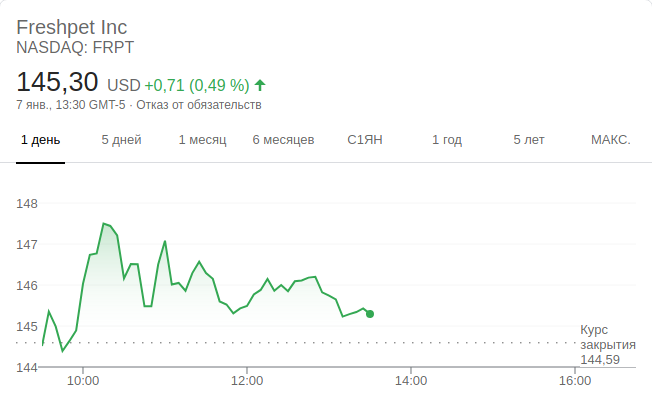 Freshpet Inc
NASDAQ: FRPT
145,30 USD +0,71 (0,49 %)
7 янв., 13:30 GMT-5 · Отказ от обязательств
1 день 5 дней 1 месяц 6 месяцев С1ЯН 1 год 5 лет МАКС.
148
147
146
145
144
Курс
закрытия
144,59
10:00 12:00 14:00 16:00